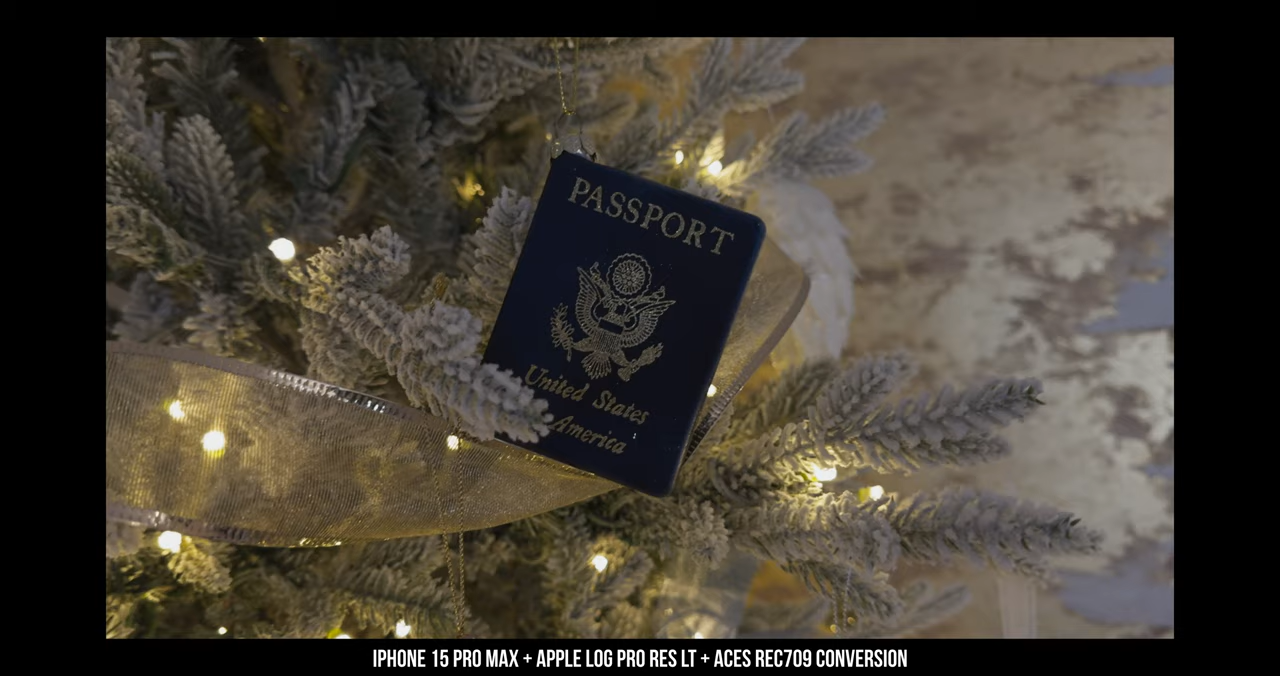 PASSPORT
United States
America
IPHONE 15 PRO MAX + APPLE LOG PRO RES LT + ACES REC709 CONVERSION